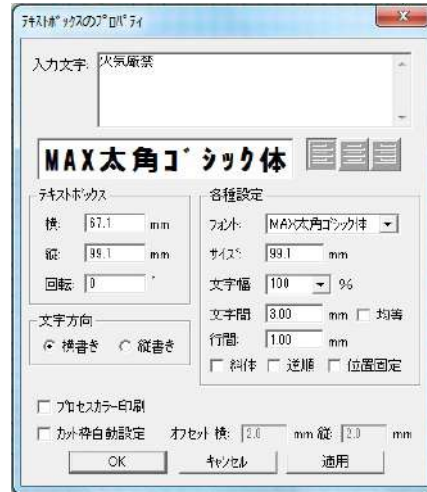 テキストボックスのプロパティ
入力文字: 火気厳禁
MAX太角ゴシック体
テキストボックス
横: 67.1 mm
縦: 99.1 mm
回転: 0 °
文字方向
横書き 縦書き
各種設定
フォント: MAX太角ゴシック体
サイズ: 99.1 mm
文字幅 100 %
文字間 3.00 mm 均等
行間: 1.00 mm
斜体 逆順 位置固定
プロセスカラー印刷
カット枠自動設定 オフセット 横: 2.0 mm 縦: 2.0 mm
OK キャンセル 適用